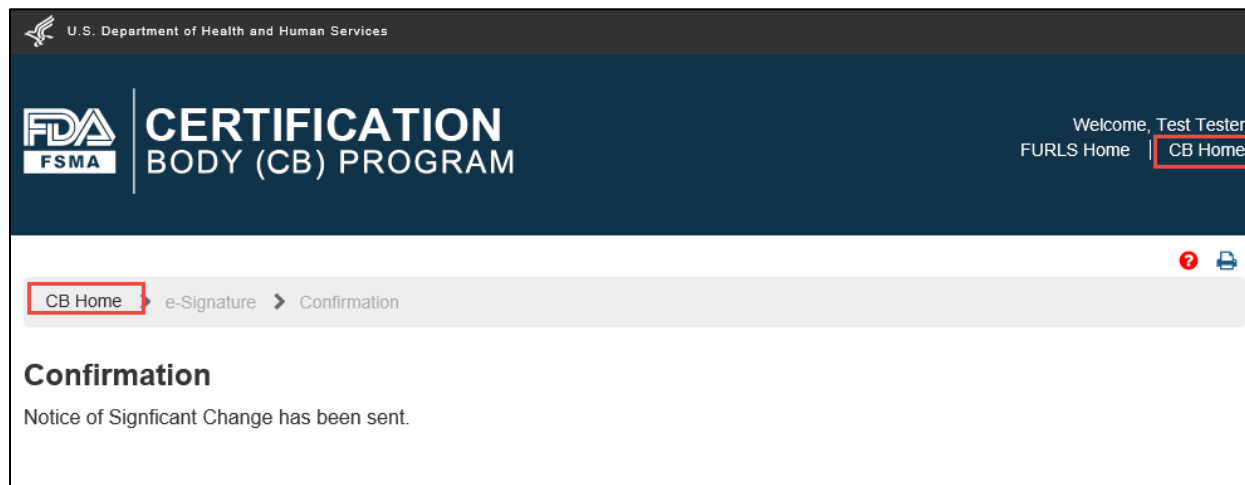 U.S. Department of Health and Human Services
FDA
FSMA
CERTIFICATION
BODY (CB) PROGRAM
Welcome, Test Tester
FURLS Home | CB Home
?
CB Home > e-Signature > Confirmation
Confirmation
Notice of Signficant Change has been sent.